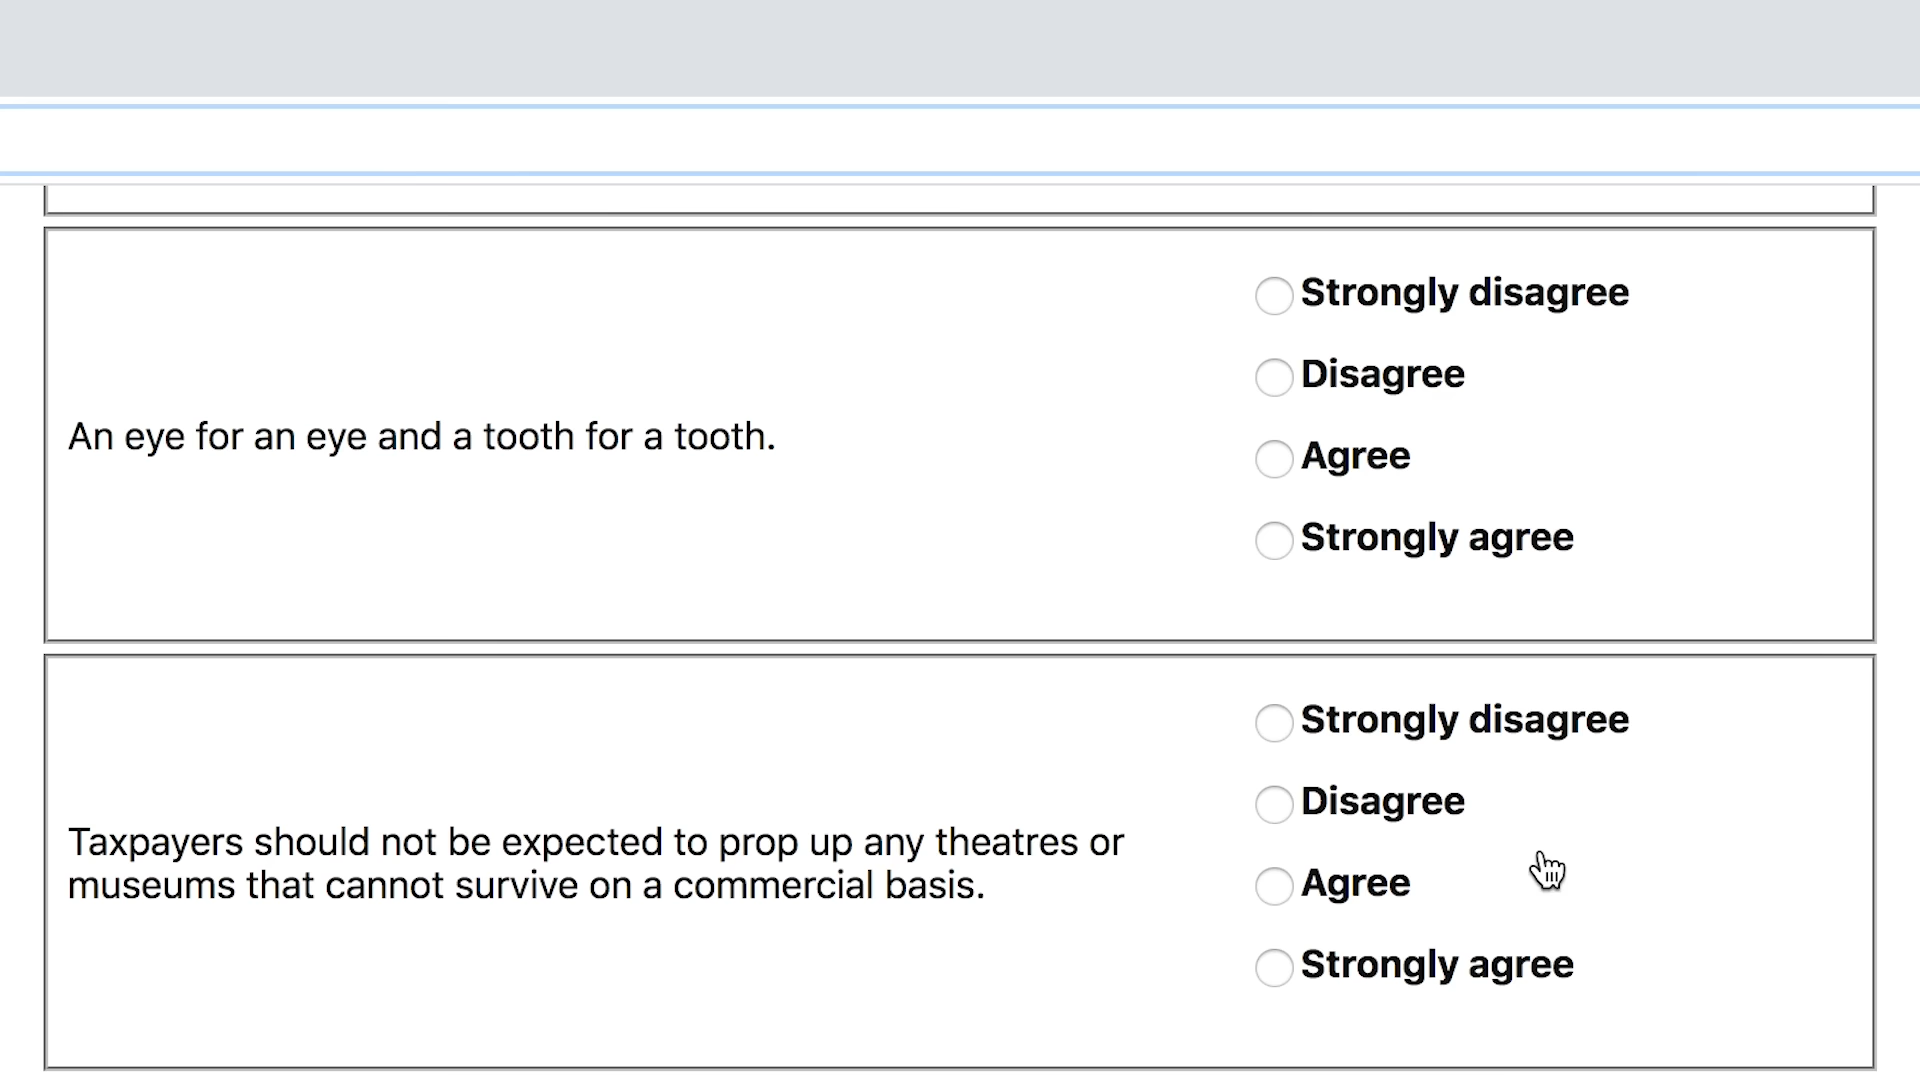 Strongly disagree
Disagree
An eye for an eye and a tooth for a tooth.
Agree
Strongly agree
Strongly disagree
Disagree
Taxpayers should not be expected to prop up any theatres or
museums that cannot survive on a commercial basis.
Agree
Strongly agree